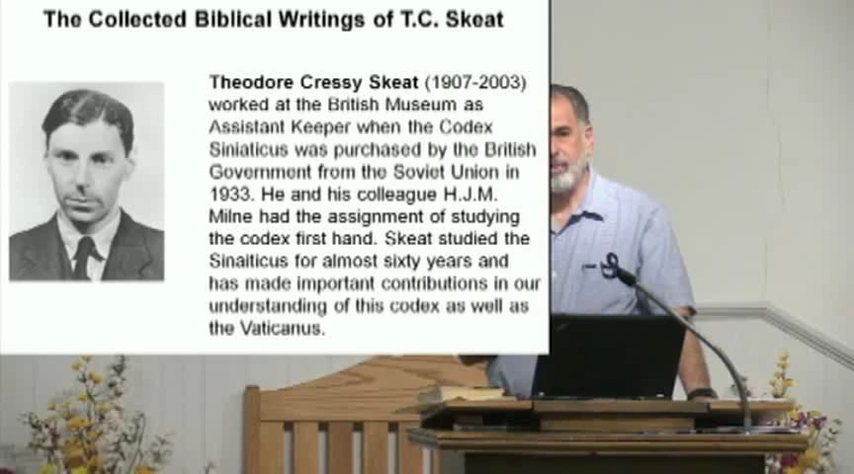 The Collected Biblical Writings of T.C. Skeat
Theodore Cressy Skeat (1907-2003)
worked at the British Museum as
Assistant Keeper when the Codex
Siniaticus was purchased by the British
Government from the Soviet Union in
1933. He and his colleague H.J.M.
Milne had the assignment of studying
the codex first hand. Skeat studied the
Sinaiticus for almost sixty years and
has made important contributions in our
understanding of this codex as well as
the Vaticanus.